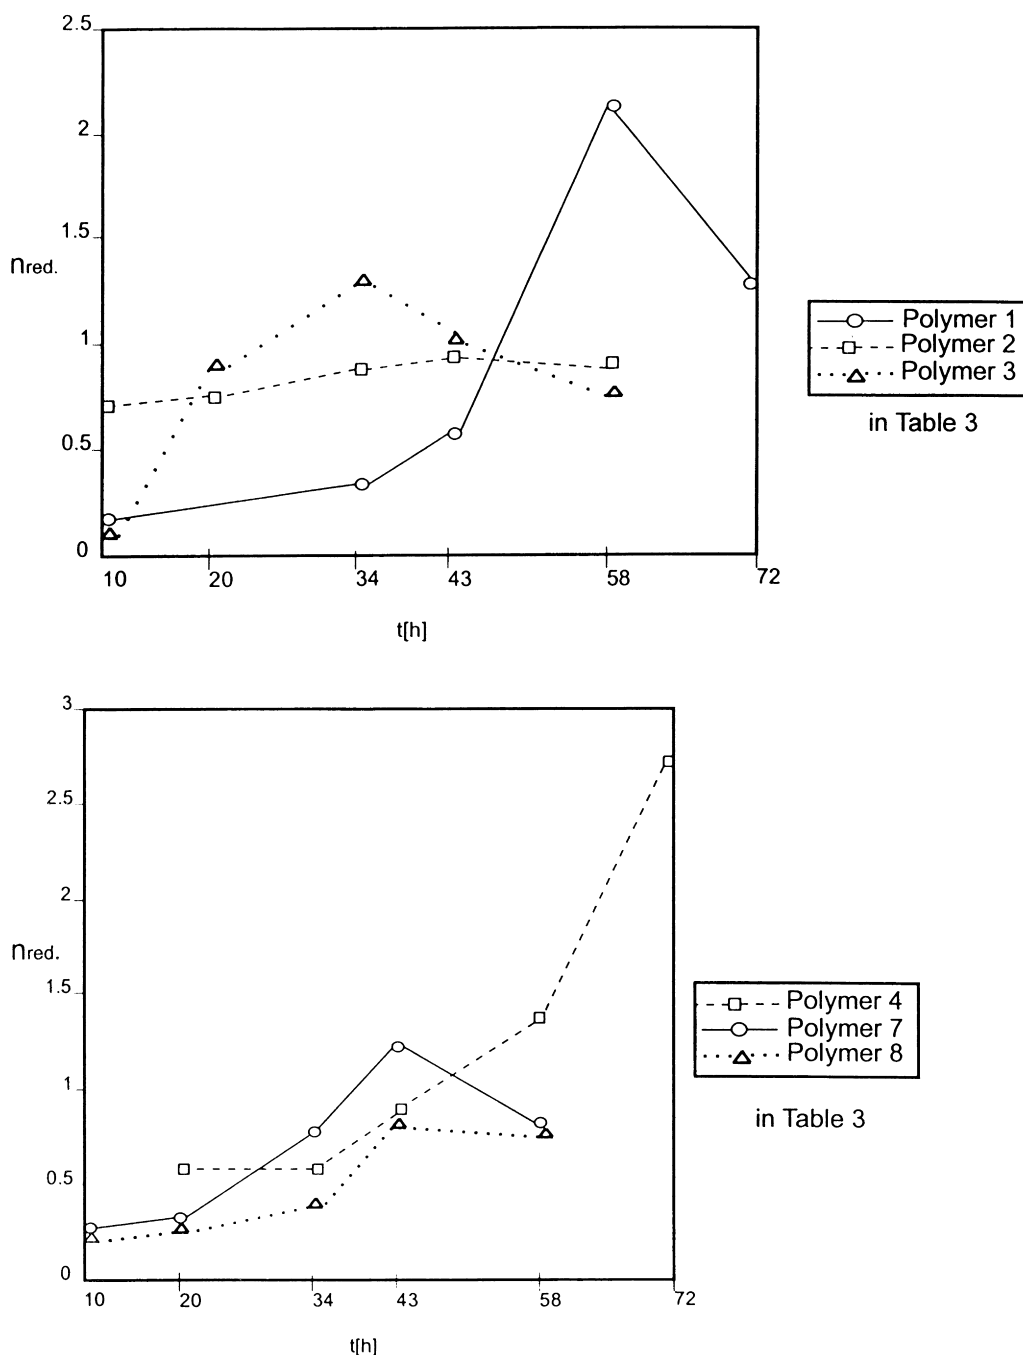 2.5
2
1.5
nred.
1
0.5
0
10 20 34 43 58 72
t[h]
Polymer 1
Polymer 2
Polymer 3
in Table 3
3
2.5
2
nred.
1.5
1
0.5
0
10 20 34 43 58 72
t[h]
Polymer 4
Polymer 7
Polymer 8
in Table 3